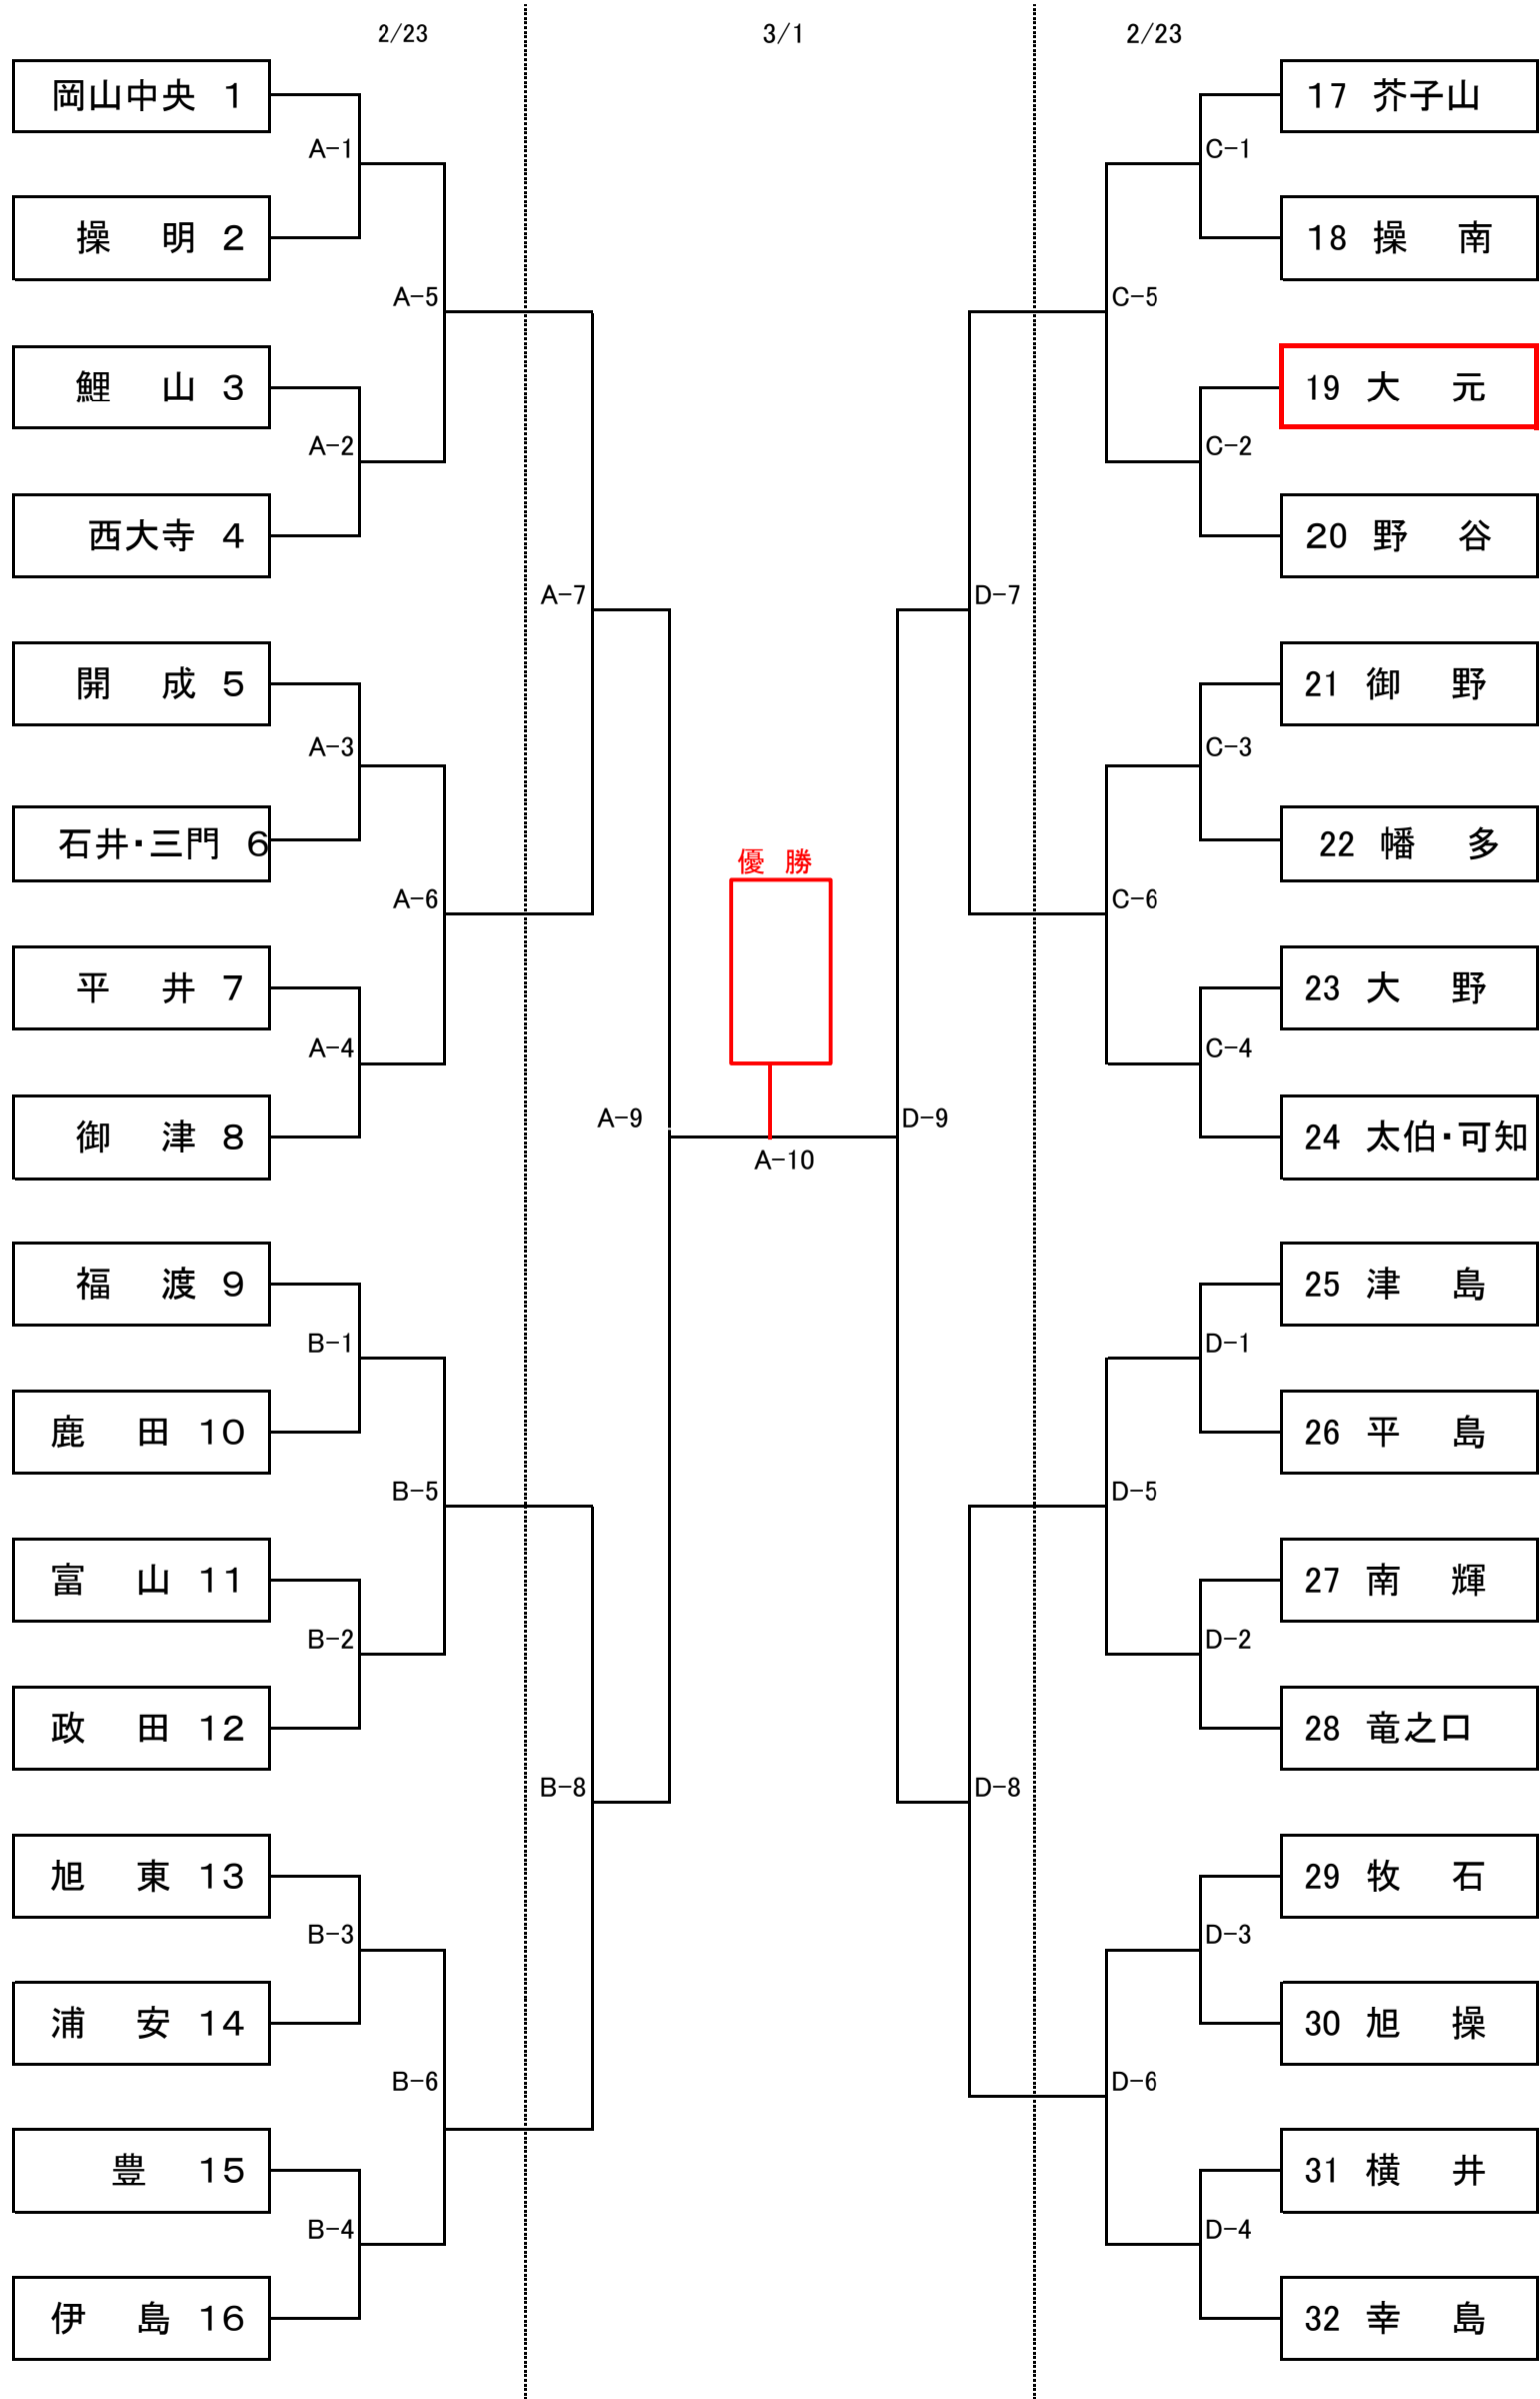 2/23
3/1
2/23
岡山中央 1
17 芥子山
A-1
C-1
操 明 2
18 操 南
A-5
C-5
鯉 山 3
19 大 元
A-2
C-2
西大寺 4
20 野 谷
A-7
D-7
開 成 5
21 御 野
A-3
C-3
石井・三門 6
22 幡 多
優 勝
A-6
C-6
平 井 7
23 大 野
A-4
C-4
御 津 8
24 太伯・可知
A-9
D-9
A-10
福 渡 9
25 津 島
B-1
D-1
鹿 田 10
26 平 島
B-5
D-5
富 山 11
27 南 輝
B-2
D-2
政 田 12
28 竜之口
B-8
D-8
旭 東 13
29 牧 石
B-3
D-3
浦 安 14
30 旭 操
B-6
D-6
豊 15
31 横 井
B-4
D-4
伊 島 16
32 幸 島